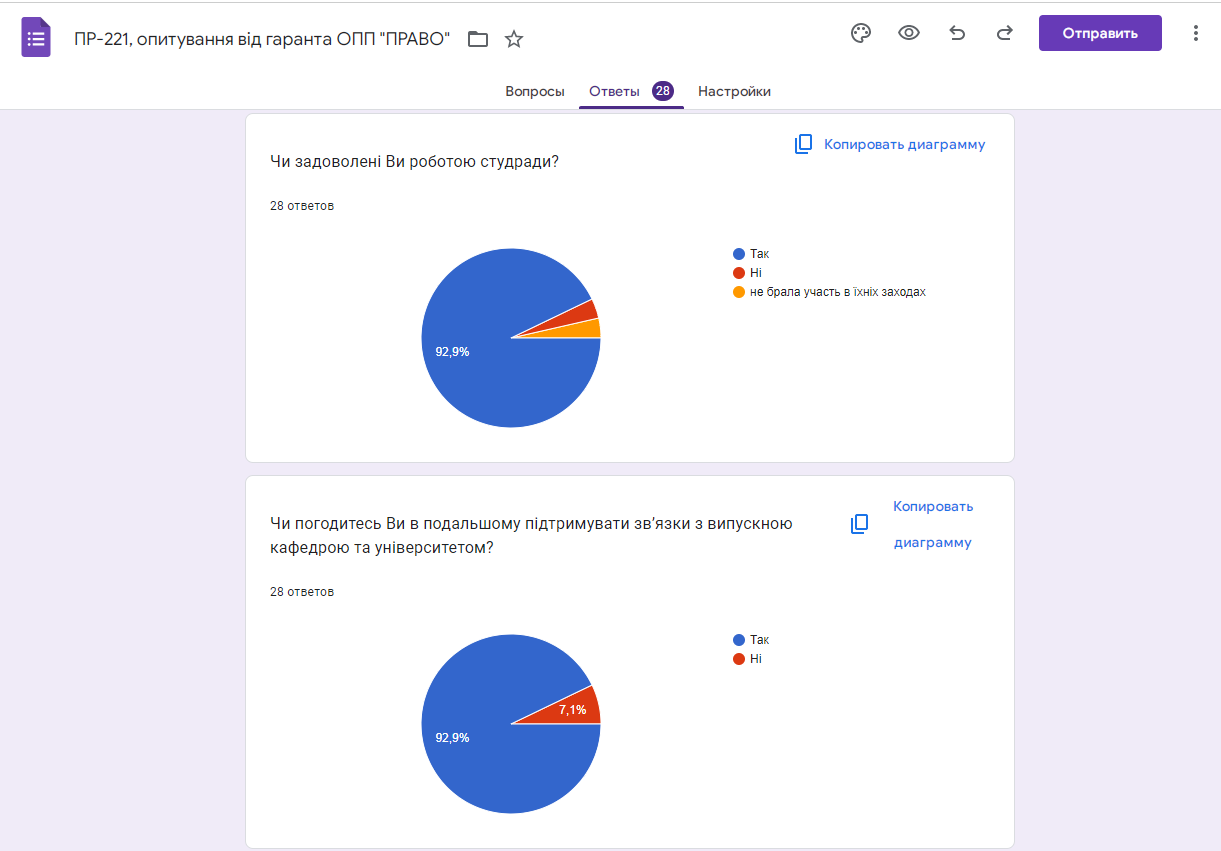 ПР-221, опитування від гаранта ОПП "ПРАВО"
Отправить
Вопросы
Ответы 28
Настройки
Чи задоволені Ви роботою студради?
Копировать диаграмму
28 ответов
Так
Ні
не брала участь в їхніх заходах
92,9%
Чи погодитесь Ви в подальшому підтримувати зв’язки з випускною
кафедрою та університетом?
Копировать
диаграмму
28 ответов
Так
Ні
7,1%
92,9%